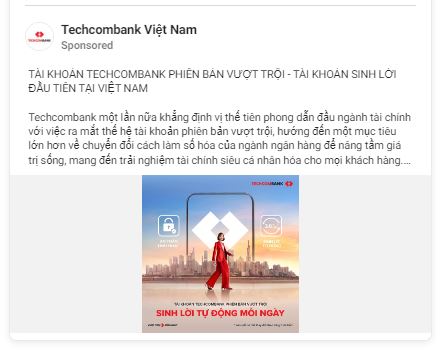 TECHCOMBANK
Techcombank Việt Nam
Sponsored
TÀI KHOẢN TECHCOMBANK PHIÊN BẢN VƯỢT TRỘI - TÀI KHOẢN SINH LỜI
ĐẦU TIÊN TẠI VIỆT NAM
Techcombank một lần nữa khẳng định vị thế tiên phong dẫn đầu ngành tài chính
với việc ra mắt thế hệ tài khoản phiên bản vượt trội, hướng đến một mục tiêu
lớn hơn về chuyển đổi cách làm số hóa của ngành ngân hàng để nâng tầm giá
trị sống, mang đến trải nghiệm tài chính siêu cá nhân hóa cho mọi khách hàng....
TECHCOMBANK
TÀI KHOẢN TECHCOMBANK PHIÊN BẢN VƯỢT TRỘI
SINH LỜI TỰ ĐỘNG MỖI NGÀY